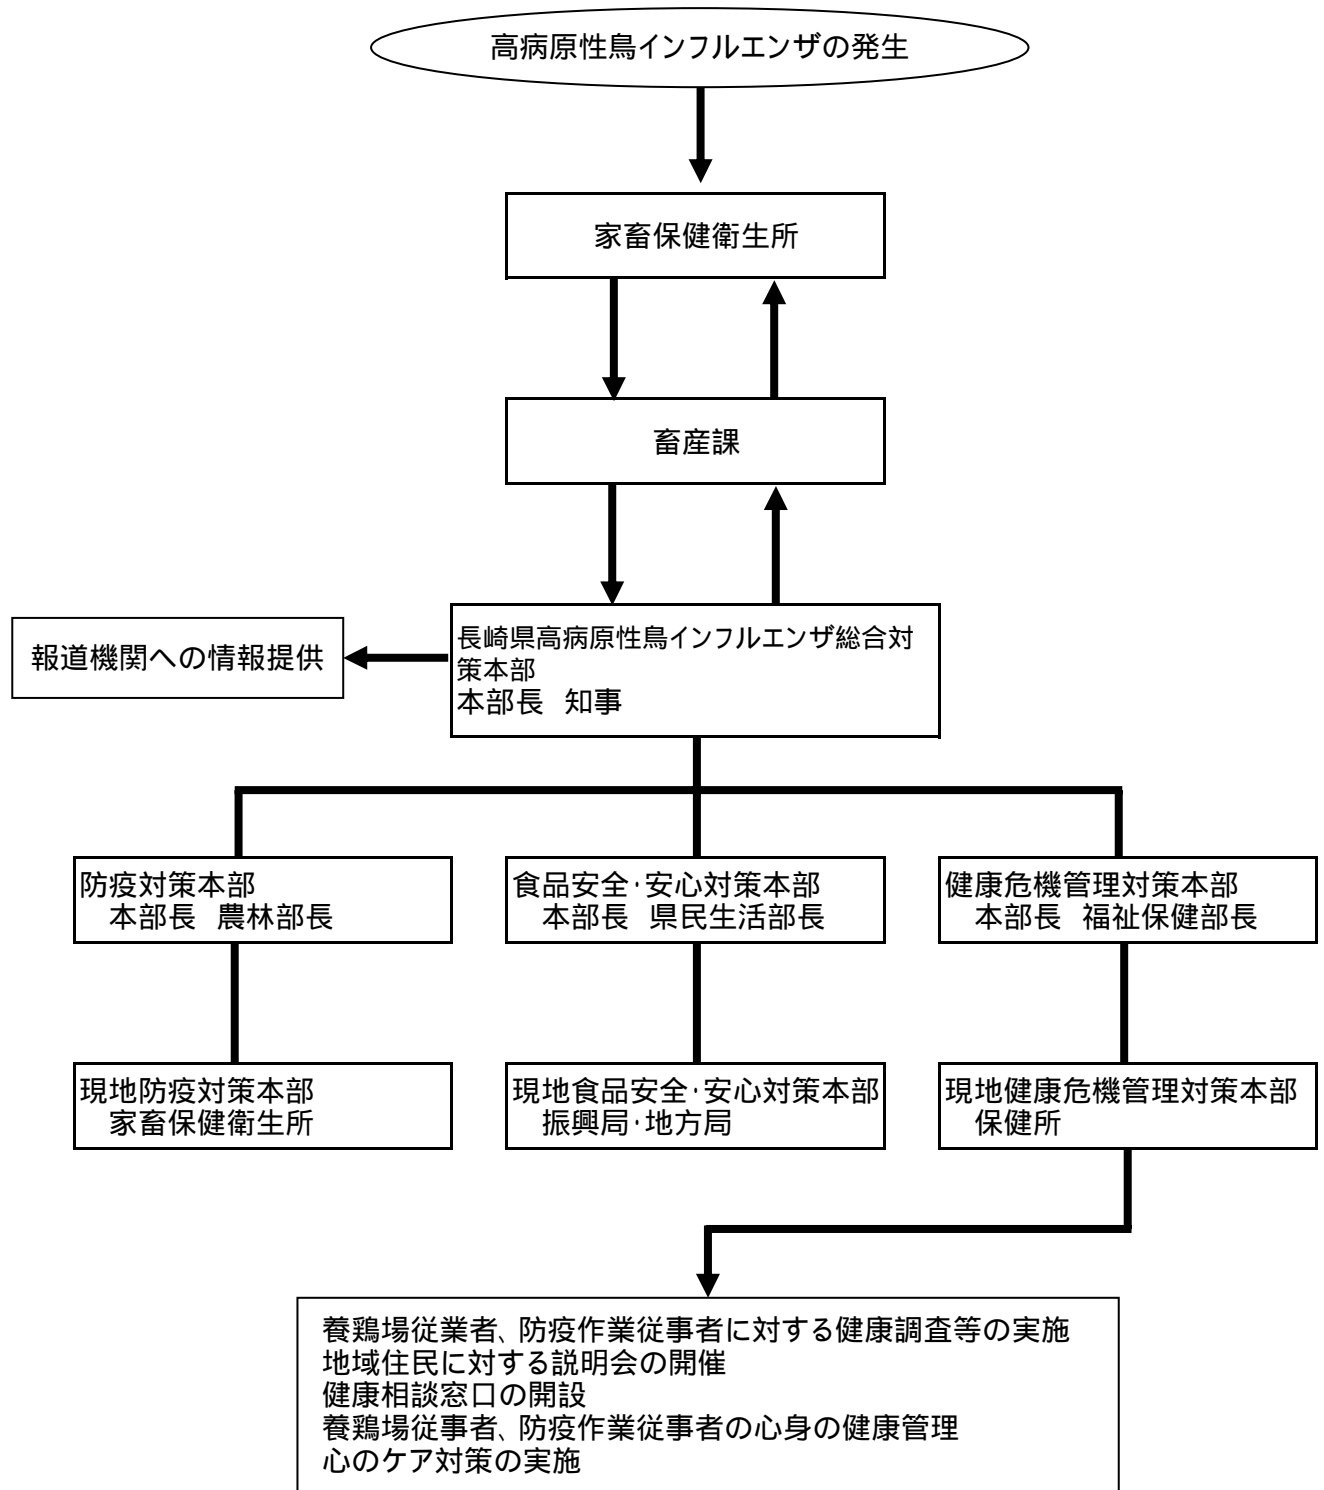 高病原性鳥インフルエンザの発生
家畜保健衛生所
畜産課
長崎県高病原性鳥インフルエンザ総合対
策本部
本部長　知事
報道機関への情報提供
防疫対策本部
本部長　農林部長
食品安全・安心対策本部
本部長　県民生活部長
健康危機管理対策本部
本部長　福祉保健部長
現地防疫対策本部
家畜保健衛生所
現地食品安全・安心対策本部
振興局・地方局
現地健康危機管理対策本部
保健所
養鶏場従業者、防疫作業従事者に対する健康調査等の実施
地域住民に対する説明会の開催
健康相談窓口の開設
養鶏場従事者、防疫作業従事者の心身の健康管理
心のケア対策の実施